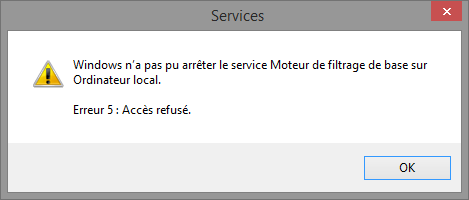 Services
Windows n'a pas pu arrêter le service Moteur de filtrage de base sur
Ordinateur local.
Erreur 5 : Accès refusé.
OK